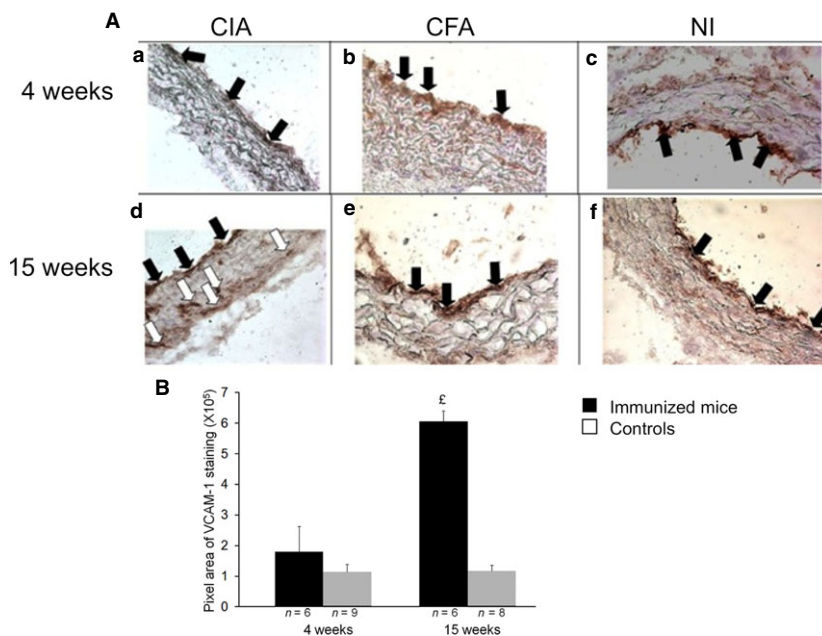 A
CIA
CFA
NI
4 weeks
a
b
c
15 weeks
d
e
f
B
Pixel area of VCAM-1 staining (X10⁵)
7
6
5
4
3
2
1
0
£
n = 6
n = 9
n = 6
n = 8
4 weeks
15 weeks
Immunized mice
Controls